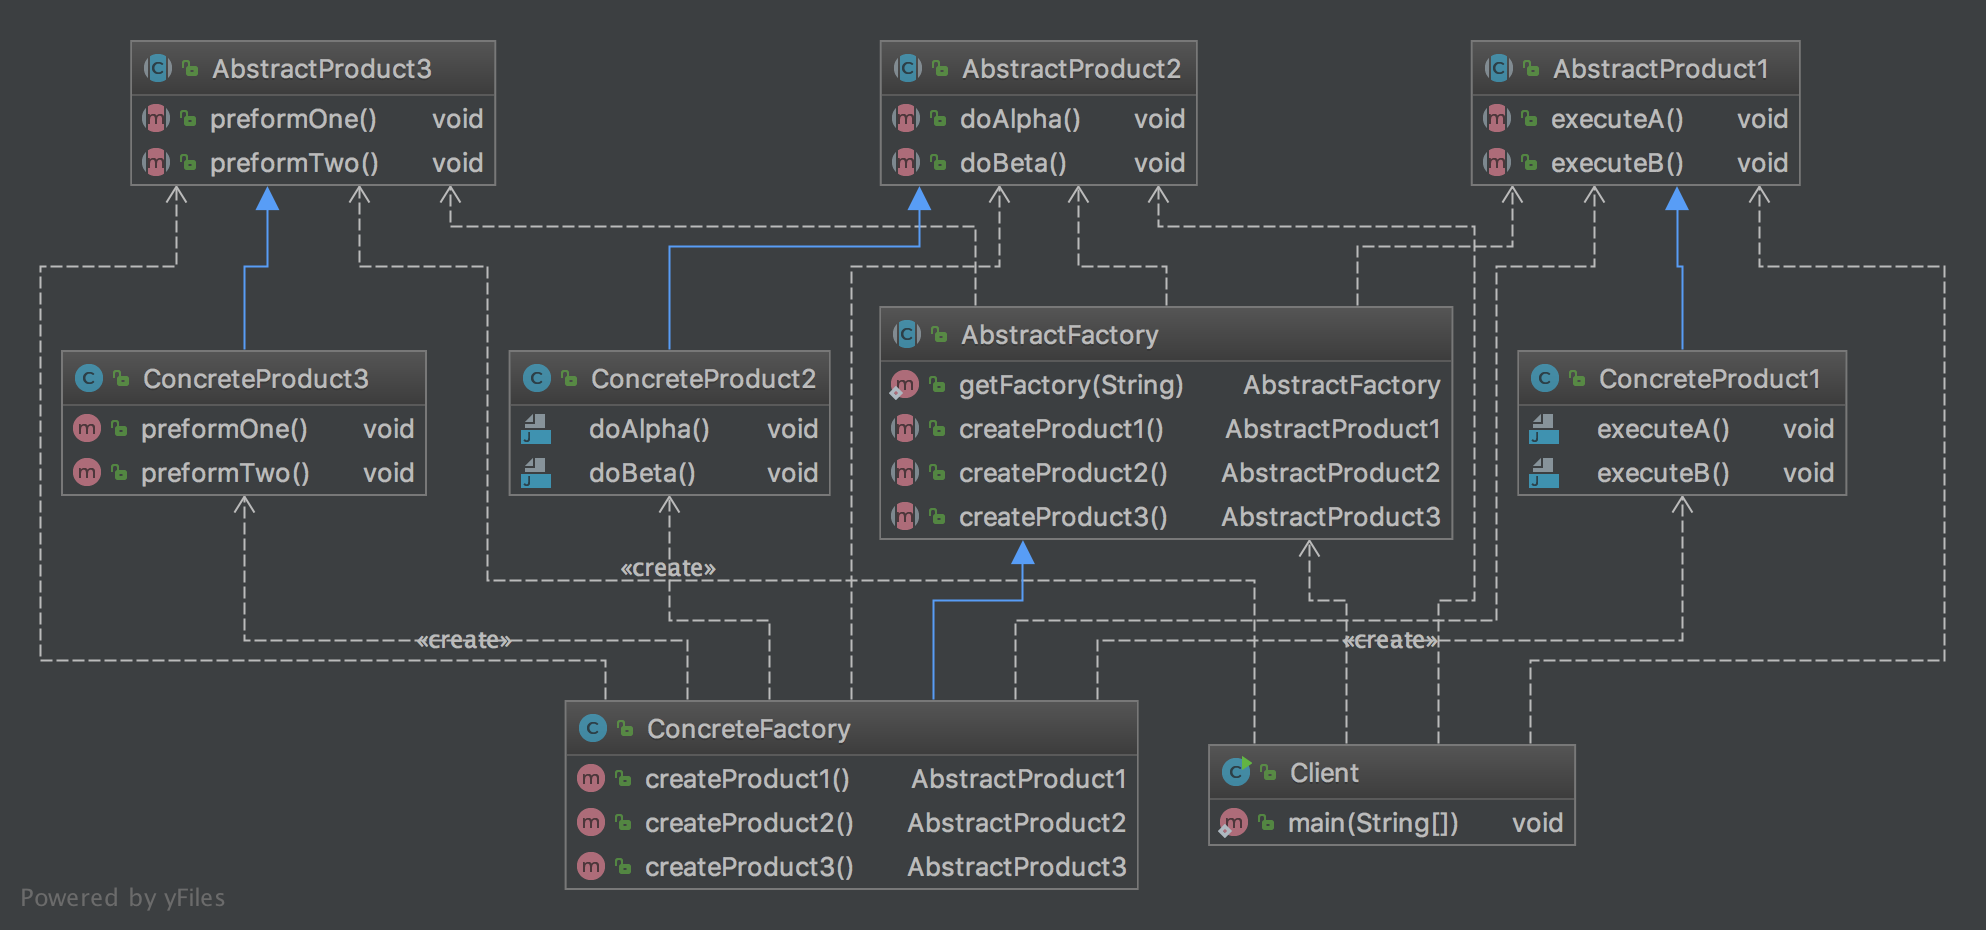 AbstractProduct3
preformOne() void
preformTwo() void
AbstractProduct2
doAlpha() void
doBeta() void
AbstractProduct1
executeA() void
executeB() void
ConcreteProduct3
preformOne() void
preformTwo() void
ConcreteProduct2
doAlpha() void
doBeta() void
AbstractFactory
getFactory(String) AbstractFactory
createProduct1() AbstractProduct1
createProduct2() AbstractProduct2
createProduct3() AbstractProduct3
ConcreteProduct1
executeA() void
executeB() void
«create»
«create»
«create»
ConcreteFactory
createProduct1() AbstractProduct1
createProduct2() AbstractProduct2
createProduct3() AbstractProduct3
Client
main(String[]) void
Powered by yFiles